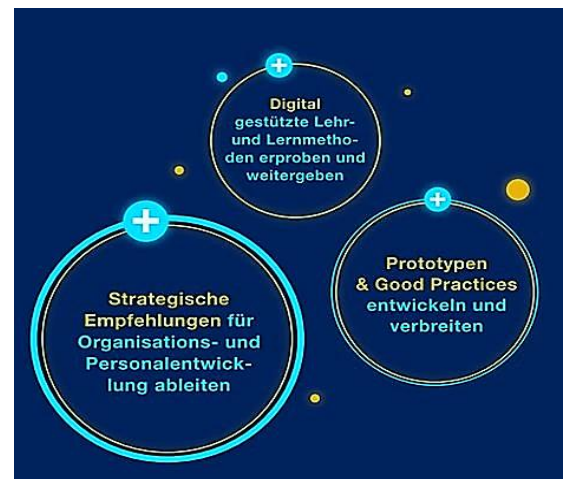 Digital
gestützte Lehr-
und Lernmetho-
den erproben und
weitergeben
Prototypen
& Good Practices
entwickeln und
verbreiten
Strategische
Empfehlungen für
Organisations- und
Personalentwick-
lung ableiten